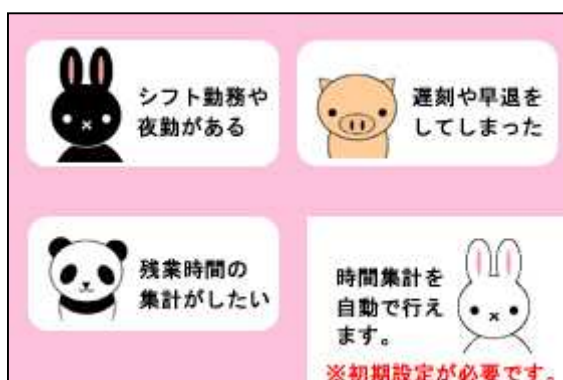 シフト勤務や
夜勤がある
遅刻や早退を
してしまった
残業時間の
集計がしたい
時間集計を
自動で行え
ます。
※初期設定が必要です。